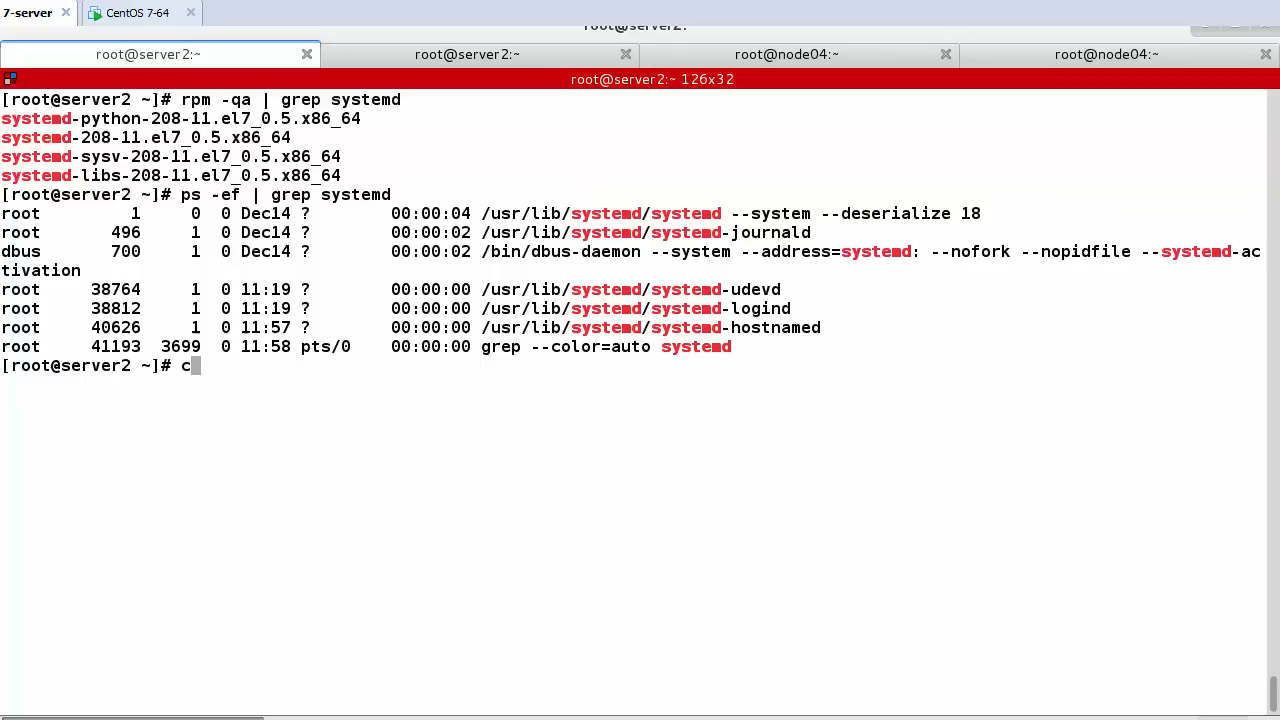 7-server CentOS 7-64
root@server2:~
root@server2:~ root@server2:~ root@node04:~ root@node04:~
root@server2:~ 126x32
[root@server2 ~]# rpm -qa | grep systemd
systemd-python-208-11.el7_0.5.x86_64
systemd-208-11.el7_0.5.x86_64
systemd-sysv-208-11.el7_0.5.x86_64
systemd-libs-208-11.el7_0.5.x86_64
[root@server2 ~]# ps -ef | grep systemd
root 1 0 0 Dec14 ? 00:00:04 /usr/lib/systemd/systemd --system --deserialize 18
root 496 1 0 Dec14 ? 00:00:02 /usr/lib/systemd/systemd-journald
dbus 700 1 0 Dec14 ? 00:00:02 /bin/dbus-daemon --system --address=systemd: --nofork --nopidfile --systemd-ac
tivation
root 38764 1 0 11:19 ? 00:00:00 /usr/lib/systemd/systemd-udevd
root 38812 1 0 11:19 ? 00:00:00 /usr/lib/systemd/systemd-logind
root 40626 1 0 11:57 ? 00:00:00 /usr/lib/systemd/systemd-hostnamed
root 41193 3699 0 11:58 pts/0 00:00:00 grep --color=auto systemd
[root@server2 ~]# c